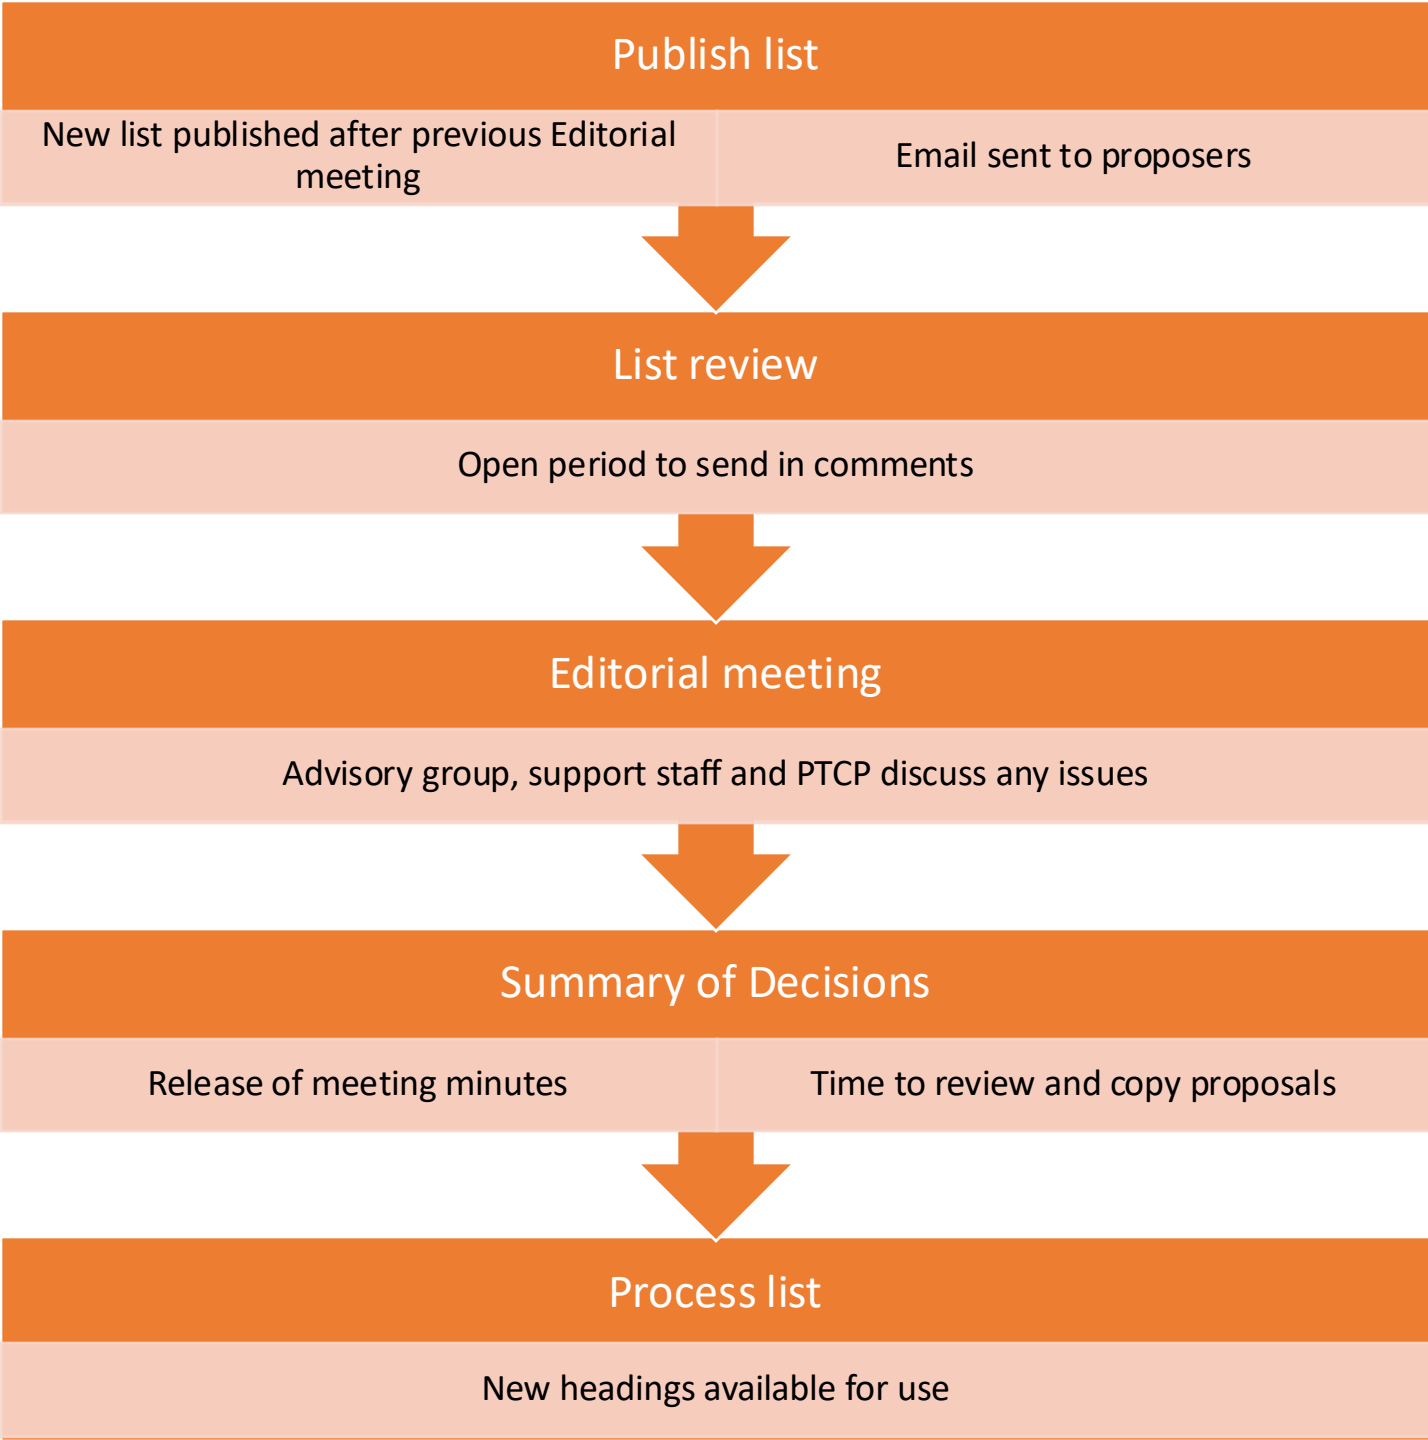 Publish list
New list published after previous Editorial
meeting
Email sent to proposers
List review
Open period to send in comments
Editorial meeting
Advisory group, support staff and PTCP discuss any issues
Summary of Decisions
Release of meeting minutes
Time to review and copy proposals
Process list
New headings available for use